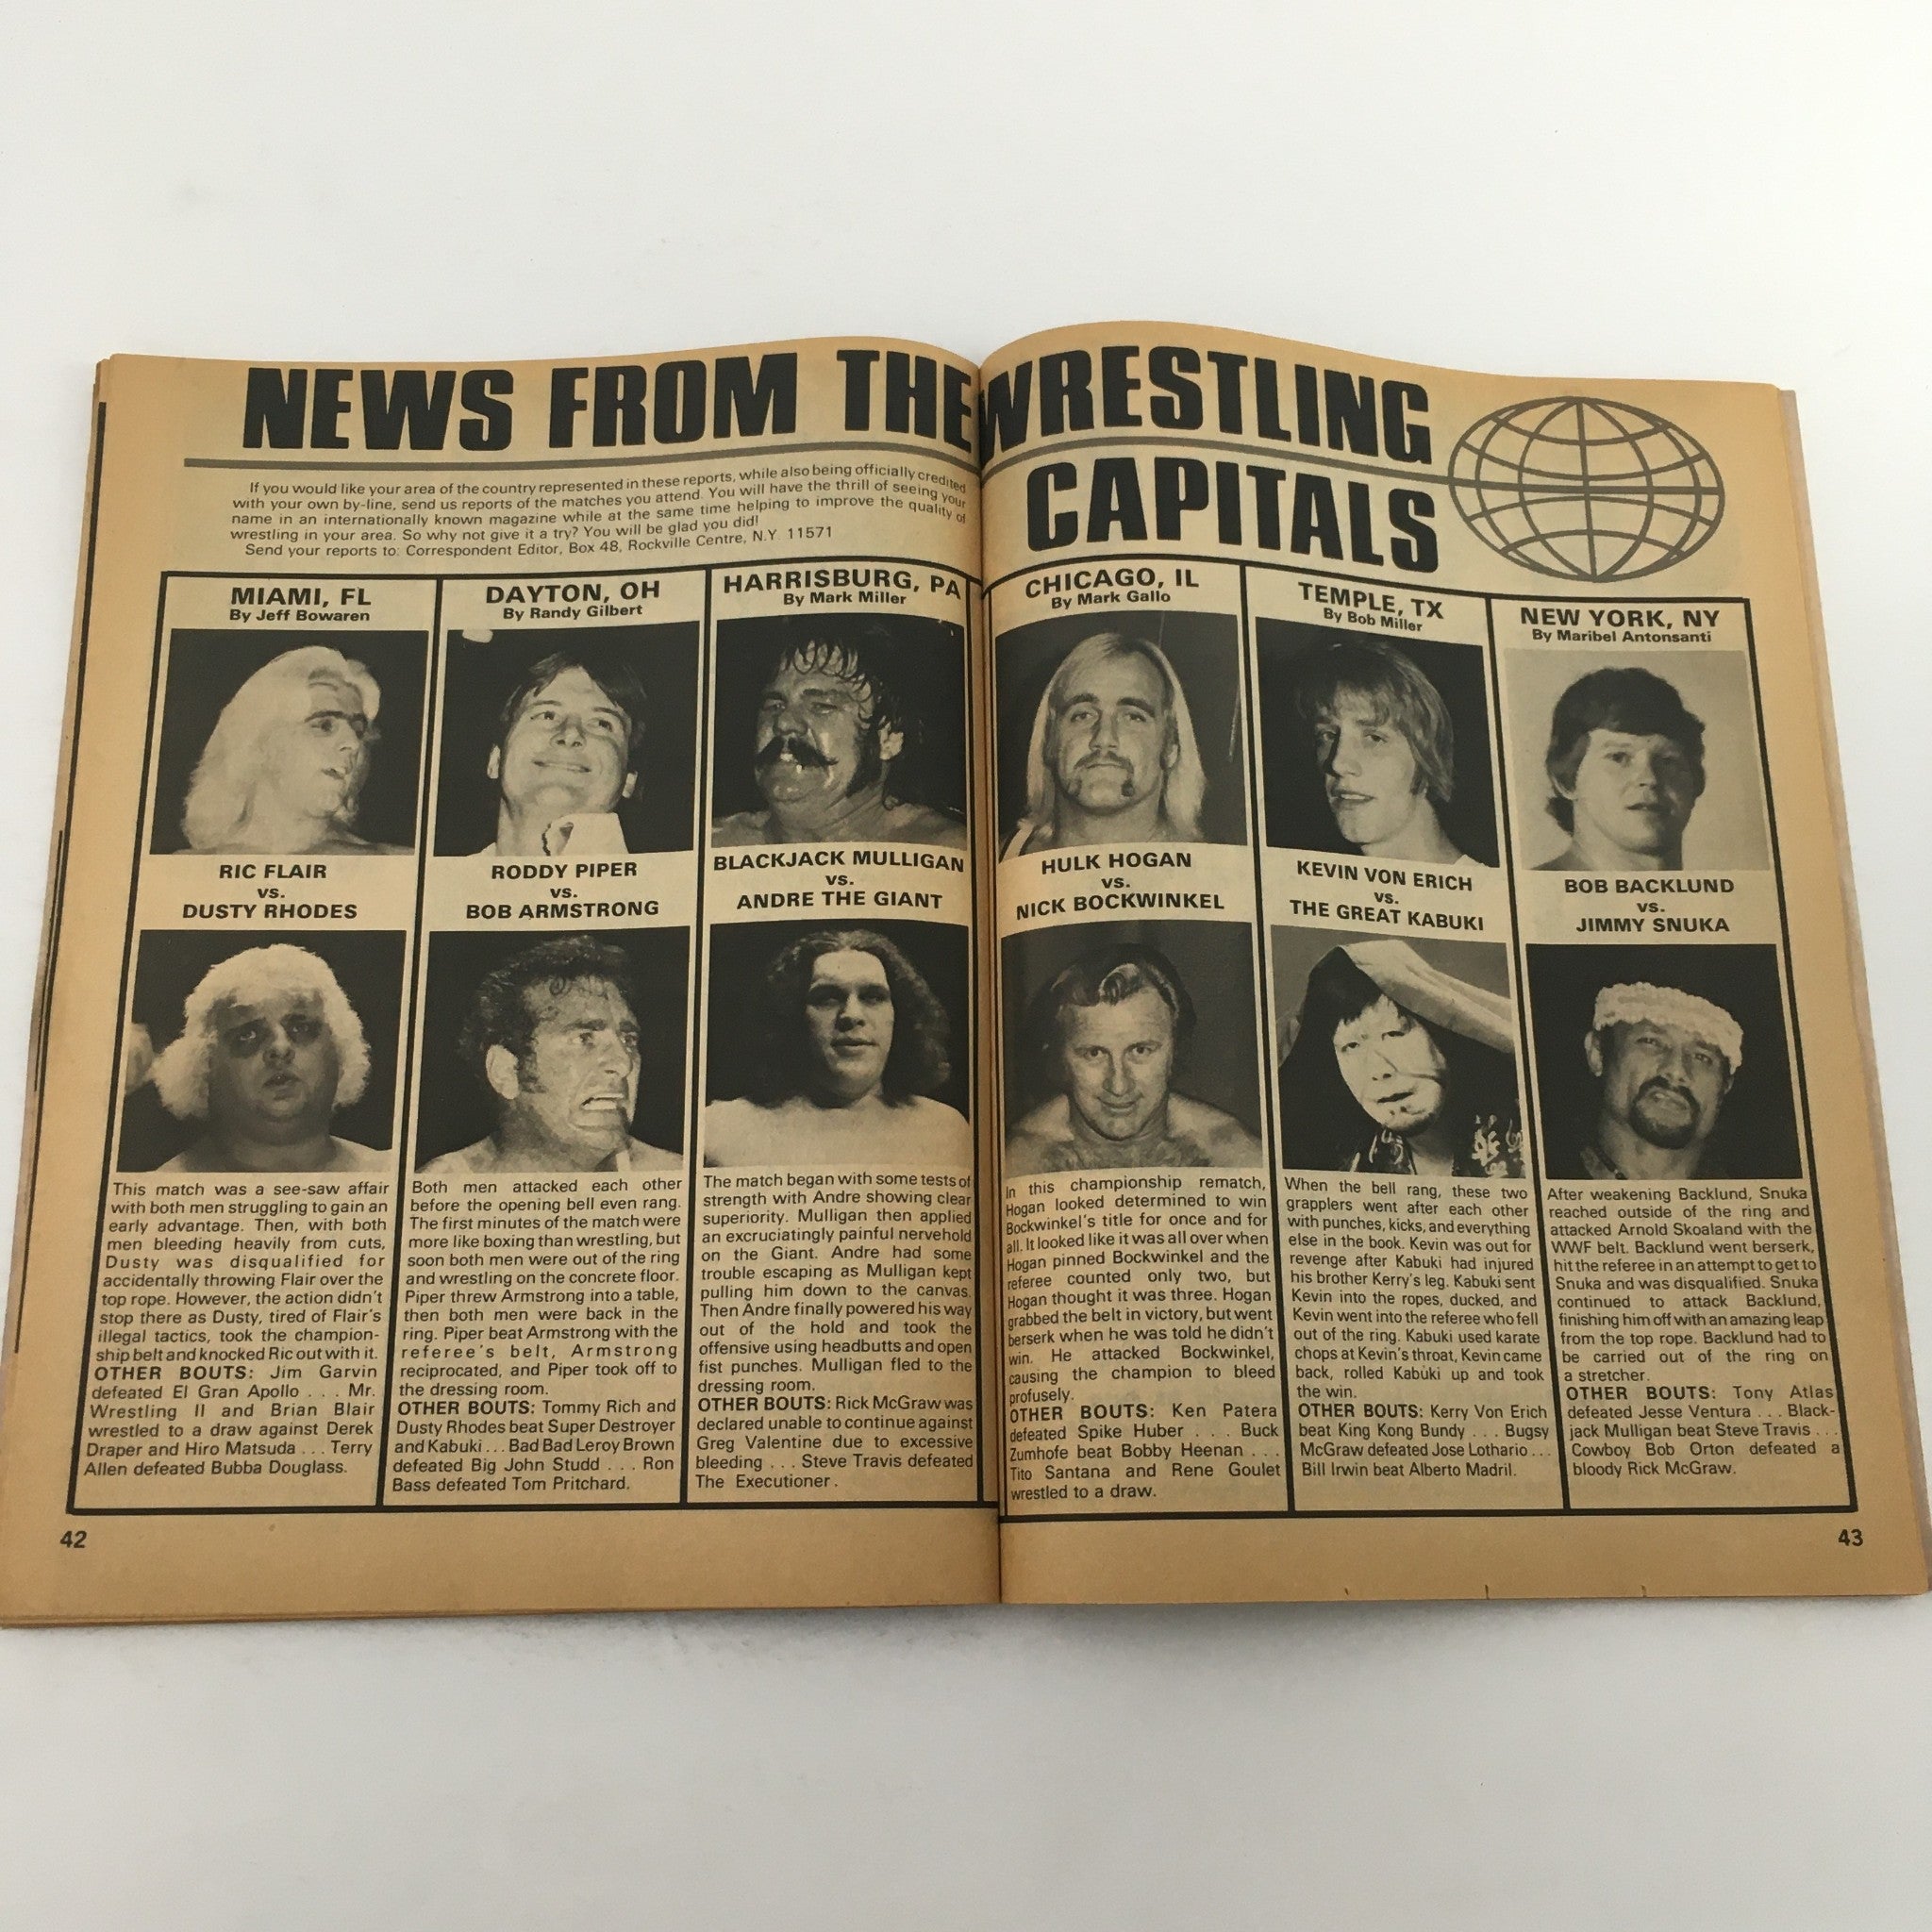 NEWS FROM THE WRESTLING
CAPITALS
If you would like your area of the country represented in these reports, while also being officially credited
with your own by-line, send us reports of the matches you attend. You will have the thrill of seeing your
name in an internationally known magazine while at the same time helping to improve the quality of
wrestling in your area. So why not give it a try? You will be glad you did!
Send your reports to: Correspondent Editor, Box 48, Rockville Centre, N.Y. 11571
MIAMI, FL
By Jeff Bowaren
RIC FLAIR
vs.
DUSTY RHODES
This match was a see-saw affair
with both men struggling to gain an
early advantage. Then, with both
men bleeding heavily from cuts,
Dusty was disqualified for
accidentally throwing Flair over the
top rope. However, the action didn't
stop there as Dusty, tired of Flair's
illegal tactics, took the champion-
ship belt and knocked Ric out with it.
OTHER BOUTS: Jim Garvin
defeated El Gran Apollo . . . Mr.
Wrestling II and Brian Blair
wrestled to a draw against Derek
Draper and Hiro Matsuda . . . Terry
Allen defeated Bubba Douglass.
DAYTON, OH
By Randy Gilbert
RODDY PIPER
vs.
BOB ARMSTRONG
Both men attacked each other
before the opening bell even rang.
The first minutes of the match were
more like boxing than wrestling, but
soon both men were out of the ring
and wrestling on the concrete floor.
Piper threw Armstrong into a table,
then both men were back in the
ring. Piper beat Armstrong with the
referee's belt, Armstrong
reciprocated, and Piper took off to
the dressing room.
OTHER BOUTS: Tommy Rich and
Dusty Rhodes beat Super Destroyer
and Kabuki . . . Bad Bad Leroy Brown
defeated Big John Studd . . . Ron
Bass defeated Tom Pritchard.
HARRISBURG, PA
By Mark Miller
BLACKJACK MULLIGAN
vs.
ANDRE THE GIANT
The match began with some tests of
strength with Andre showing clear
superiority. Mulligan then applied
an excruciatingly painful nervehold
on the Giant. Andre had some
trouble escaping as Mulligan kept
pulling him down to the canvas.
Then Andre finally powered his way
out of the hold and took the
offensive using headbutts and open
fist punches. Mulligan fled to the
dressing room.
OTHER BOUTS: Rick McGraw was
declared unable to continue against
Greg Valentine due to excessive
bleeding . . . Steve Travis defeated
The Executioner.
CHICAGO, IL
By Mark Gallo
HULK HOGAN
vs.
NICK BOCKWINKEL
In this championship rematch,
Hogan looked determined to win
Bockwinkel's title for once and for
all. It looked like it was all over when
Hogan pinned Bockwinkel and the
referee counted only two, but
Hogan thought it was three. Hogan
grabbed the belt in victory, but went
berserk when he was told he didn't
win. He attacked Bockwinkel,
causing the champion to bleed
profusely.
OTHER BOUTS: Ken Patera
defeated Spike Huber . . . Buck
Zumhofe beat Bobby Heenan . . .
Tito Santana and Rene Goulet
wrestled to a draw.
TEMPLE, TX
By Bob Miller
KEVIN VON ERICH
vs.
THE GREAT KABUKI
When the bell rang, these two
grapplers went after each other
with punches, kicks, and everything
else in the book. Kevin was out for
revenge after Kabuki had injured
his brother Kerry's leg. Kabuki sent
Kevin into the ropes, ducked, and
Kevin went into the referee who fell
out of the ring. Kabuki used karate
chops at Kevin's throat, Kevin came
back, rolled Kabuki up and took
the win.
OTHER BOUTS: Kerry Von Erich
beat King Kong Bundy . . . Bugsy
McGraw defeated Jose Lothario . . .
Bill Irwin beat Alberto Madril.
NEW YORK, NY
By Maribel Antonsanti
BOB BACKLUND
vs.
JIMMY SNUKA
After weakening Backlund, Snuka
reached outside of the ring and
attacked Arnold Skoaland with the
WWF belt. Backlund went berserk,
hit the referee in an attempt to get to
Snuka and was disqualified. Snuka
continued to attack Backlund,
finishing him off with an amazing leap
from the top rope. Backlund had to
be carried out of the ring on
a stretcher.
OTHER BOUTS: Tony Atlas
defeated Jesse Ventura . . . Black-
jack Mulligan beat Steve Travis . . .
Cowboy Bob Orton defeated a
bloody Rick McGraw.
42
43